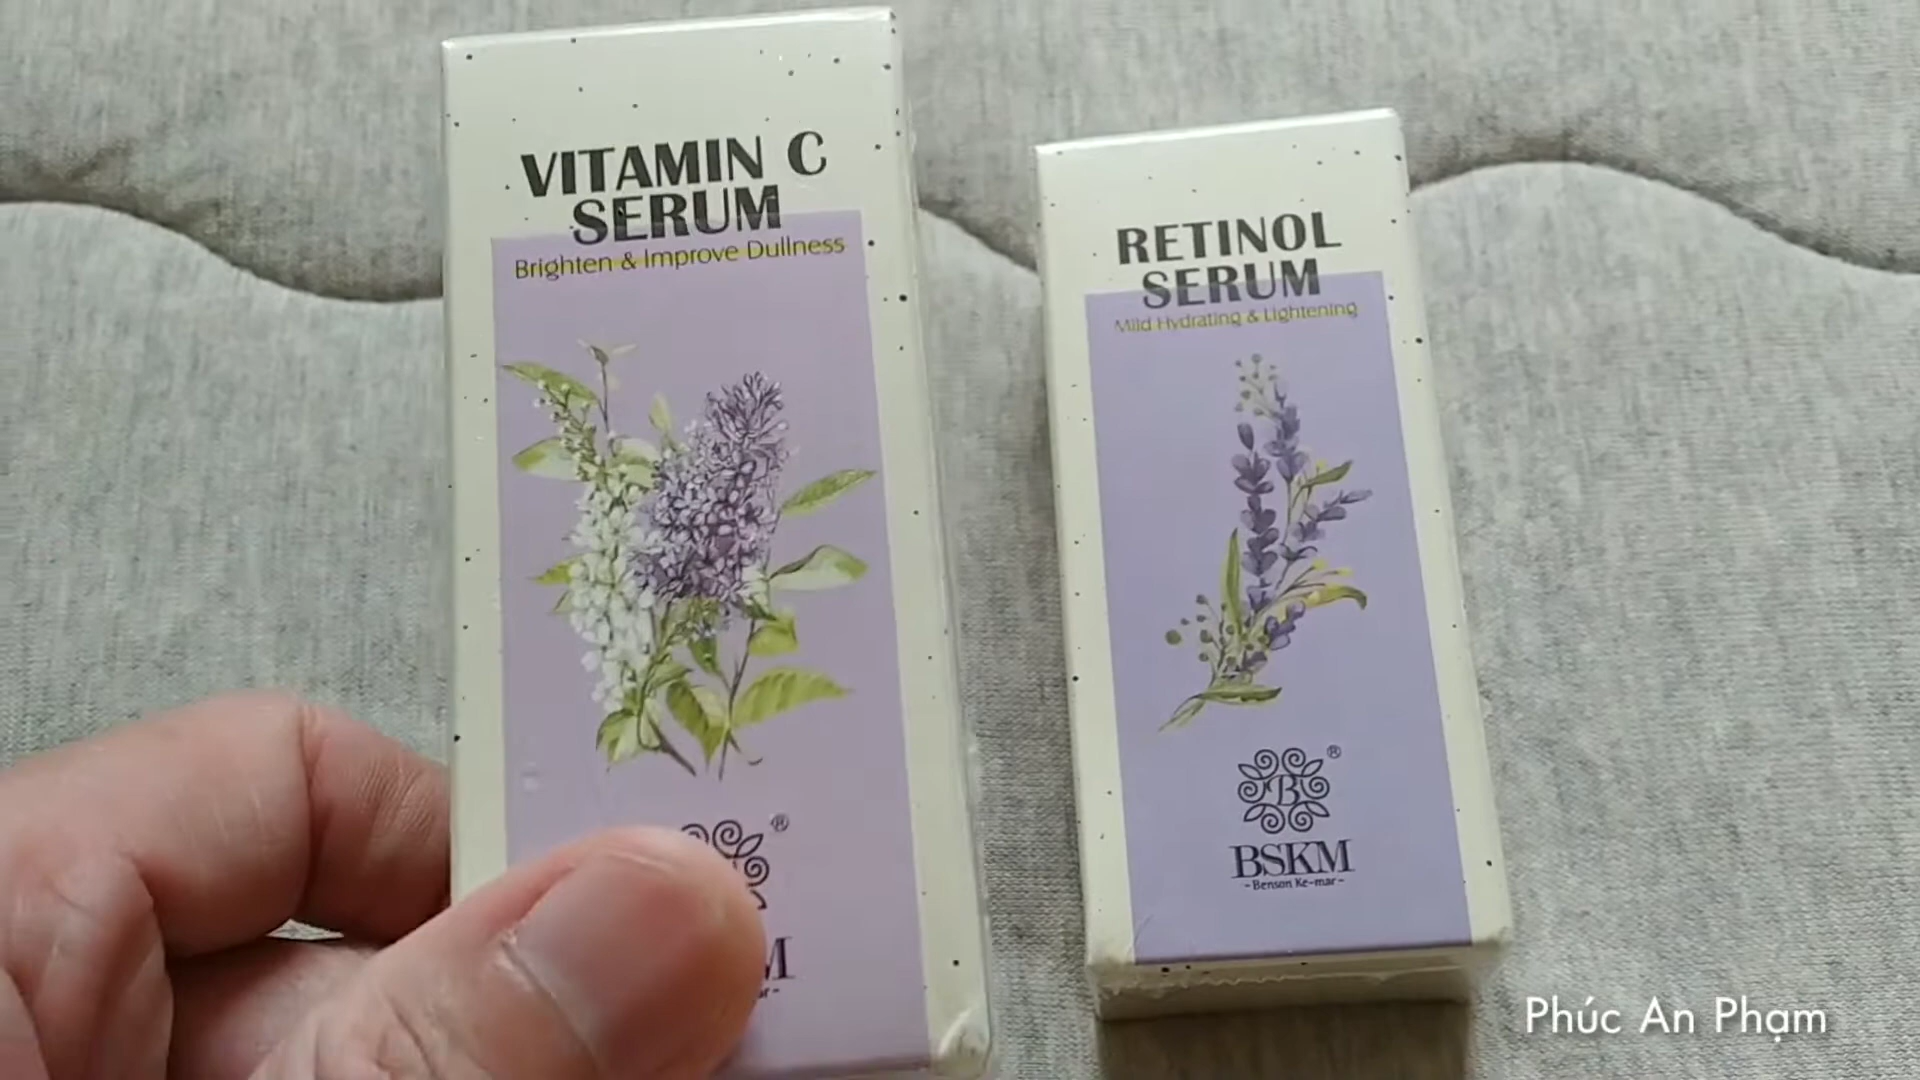 VITAMIN C
SERUM
Brighten & Improve Dullness
®
M
RETINOL
SERUM
Mild Hydrating & Lightening
B
®
BSKM
-Benson Ke-mar-
Phúc An Phạm